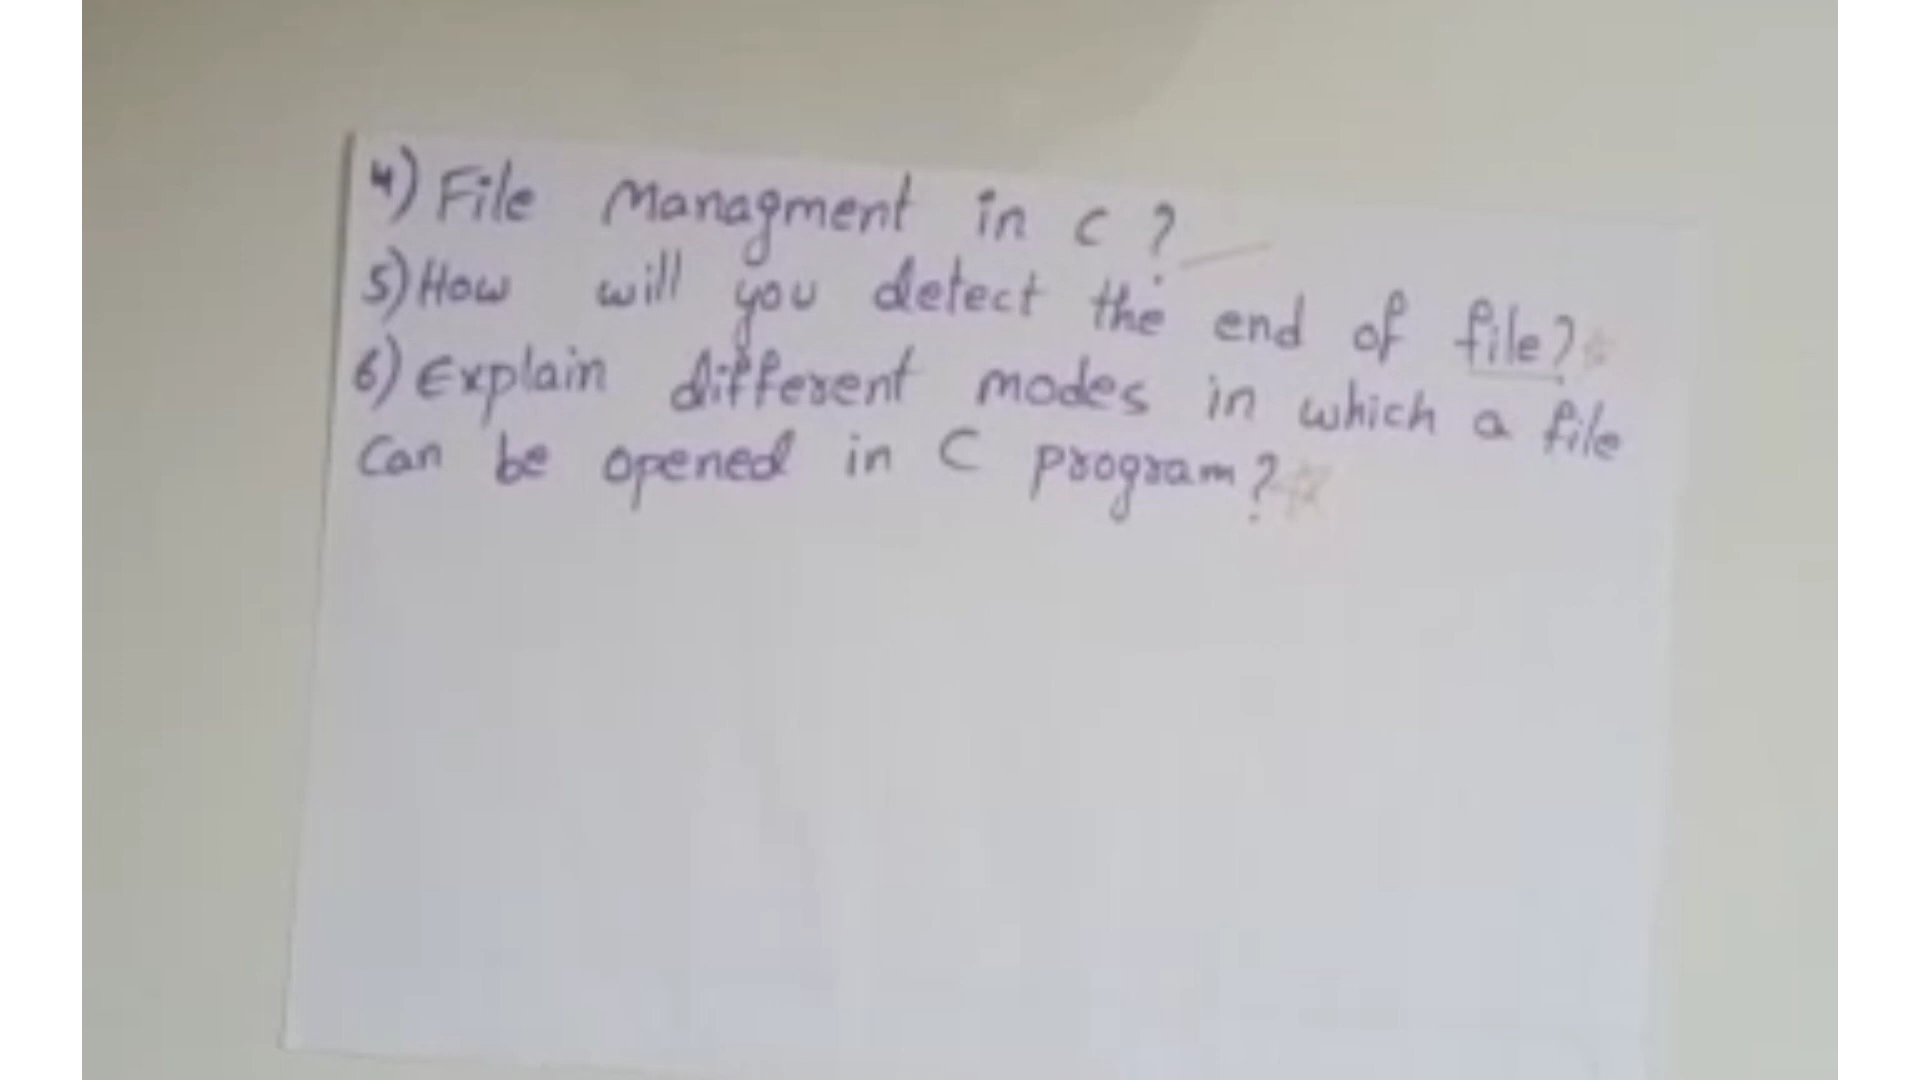 4) File Managment in C ?
5) How will you detect the end of file?
6) Explain different modes in which a file
Can be opened in C program?